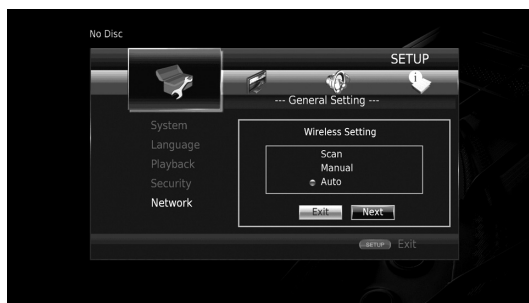 No Disc
SETUP
--- General Setting ---
System
Language
Playback
Security
Network
Wireless Setting
Scan
Manual
Auto
Exit Next
SETUP Exit